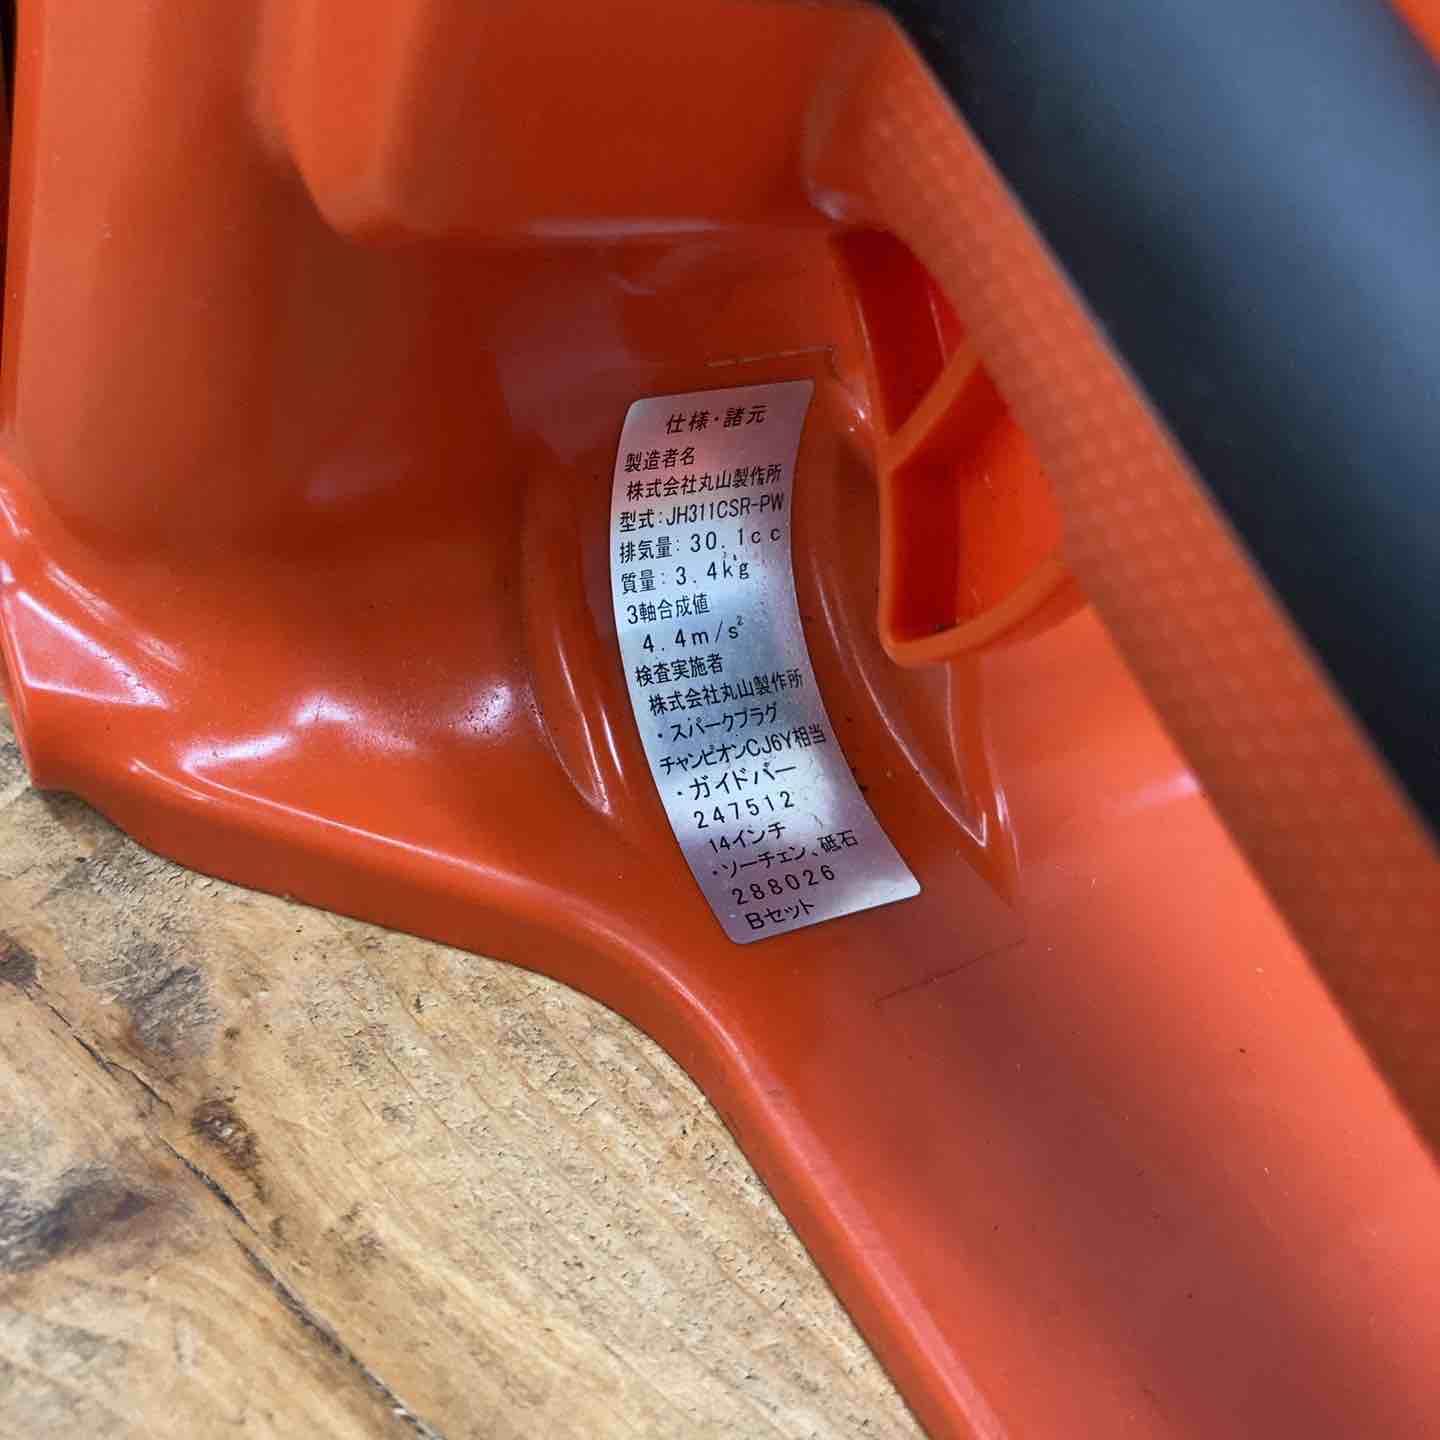 仕様・諸元
製造者名
株式会社丸山製作所
型式：JH311CSR-PW
排気量：30.1cc
質量：3.4kg
3軸合成値
4.4m/s²
検査実施者
株式会社丸山製作所
・スパークプラグ
チャンピオンCJ6Y相当
・ガイドバー
247512
14インチ
・ソーチェン、砥石
288026
Bセット